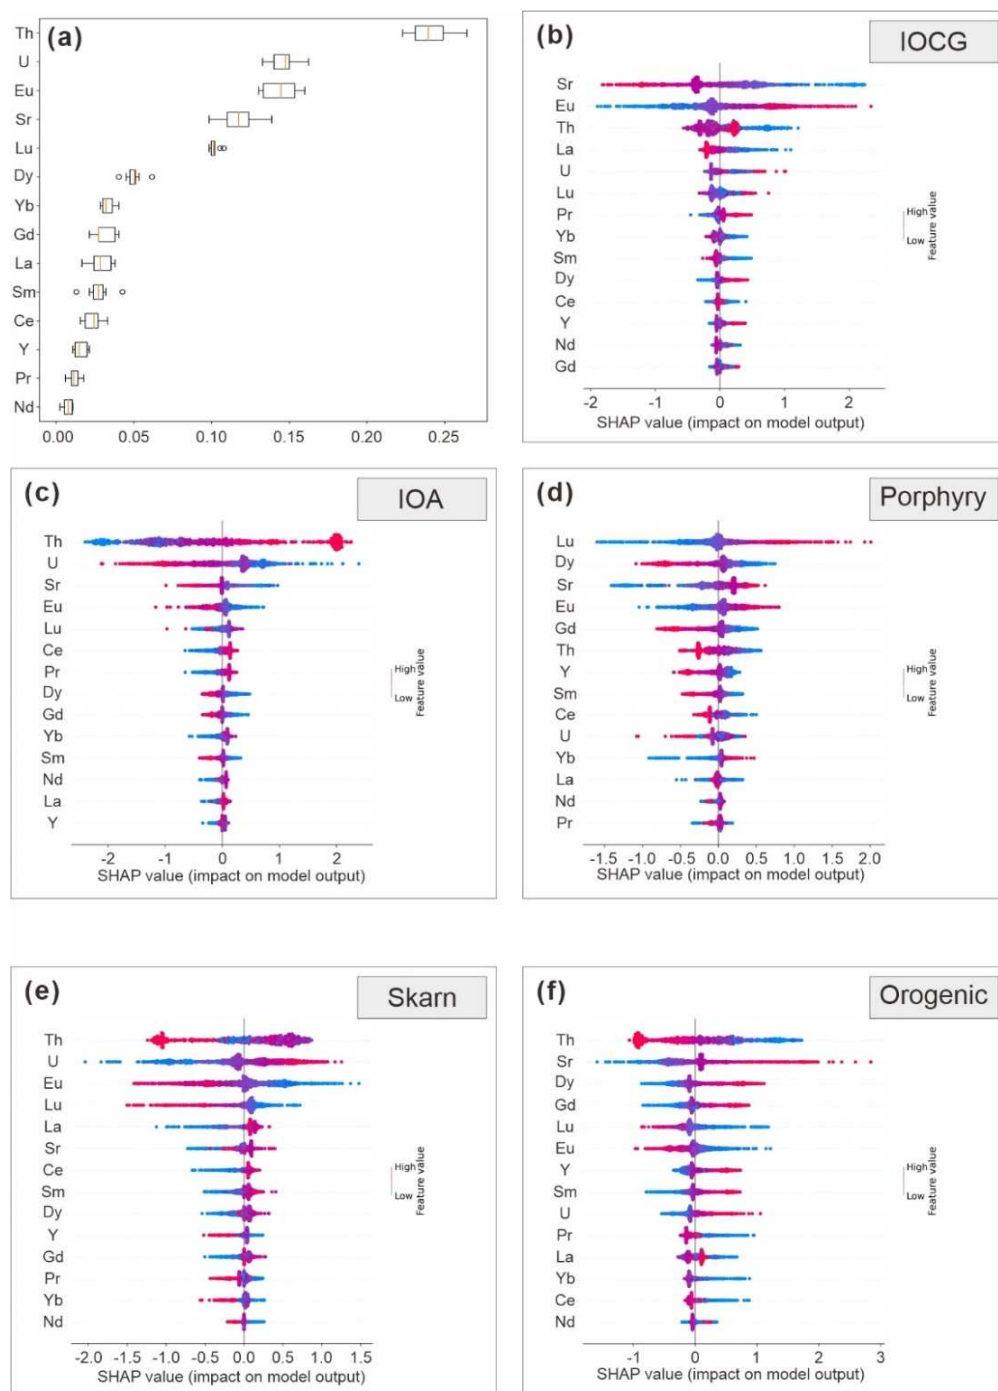 (a)
Th
U
Eu
Sr
Lu
Dy
Yb
Gd
La
Sm
Ce
Y
Pr
Nd
0.00 0.05 0.10 0.15 0.20 0.25
(b)
IOCG
Sr
Eu
Th
La
U
Lu
Pr
Yb
Sm
Dy
Ce
Y
Nd
Gd
High
Low
Feature value
-2 -1 0 1 2
SHAP value (impact on model output)
(c)
IOA
Th
U
Sr
Eu
Lu
Ce
Pr
Dy
Gd
Yb
Sm
Nd
La
Y
High
Low
Feature value
-2 -1 0 1 2
SHAP value (impact on model output)
(d)
Porphyry
Lu
Dy
Sr
Eu
Gd
Th
Y
Sm
Ce
U
Yb
La
Nd
Pr
High
Low
Feature value
-1.5 -1.0 -0.5 0.0 0.5 1.0 1.5 2.0
SHAP value (impact on model output)
(e)
Skarn
Th
U
Eu
Lu
La
Sr
Ce
Sm
Dy
Y
Gd
Pr
Yb
Nd
High
Low
Feature value
-2.0 -1.5 -1.0 -0.5 0.0 0.5 1.0 1.5
SHAP value (impact on model output)
(f)
Orogenic
Th
Sr
Dy
Gd
Lu
Eu
Y
Sm
U
Pr
La
Yb
Ce
Nd
High
Low
Feature value
-1 0 1 2 3
SHAP value (impact on model output)